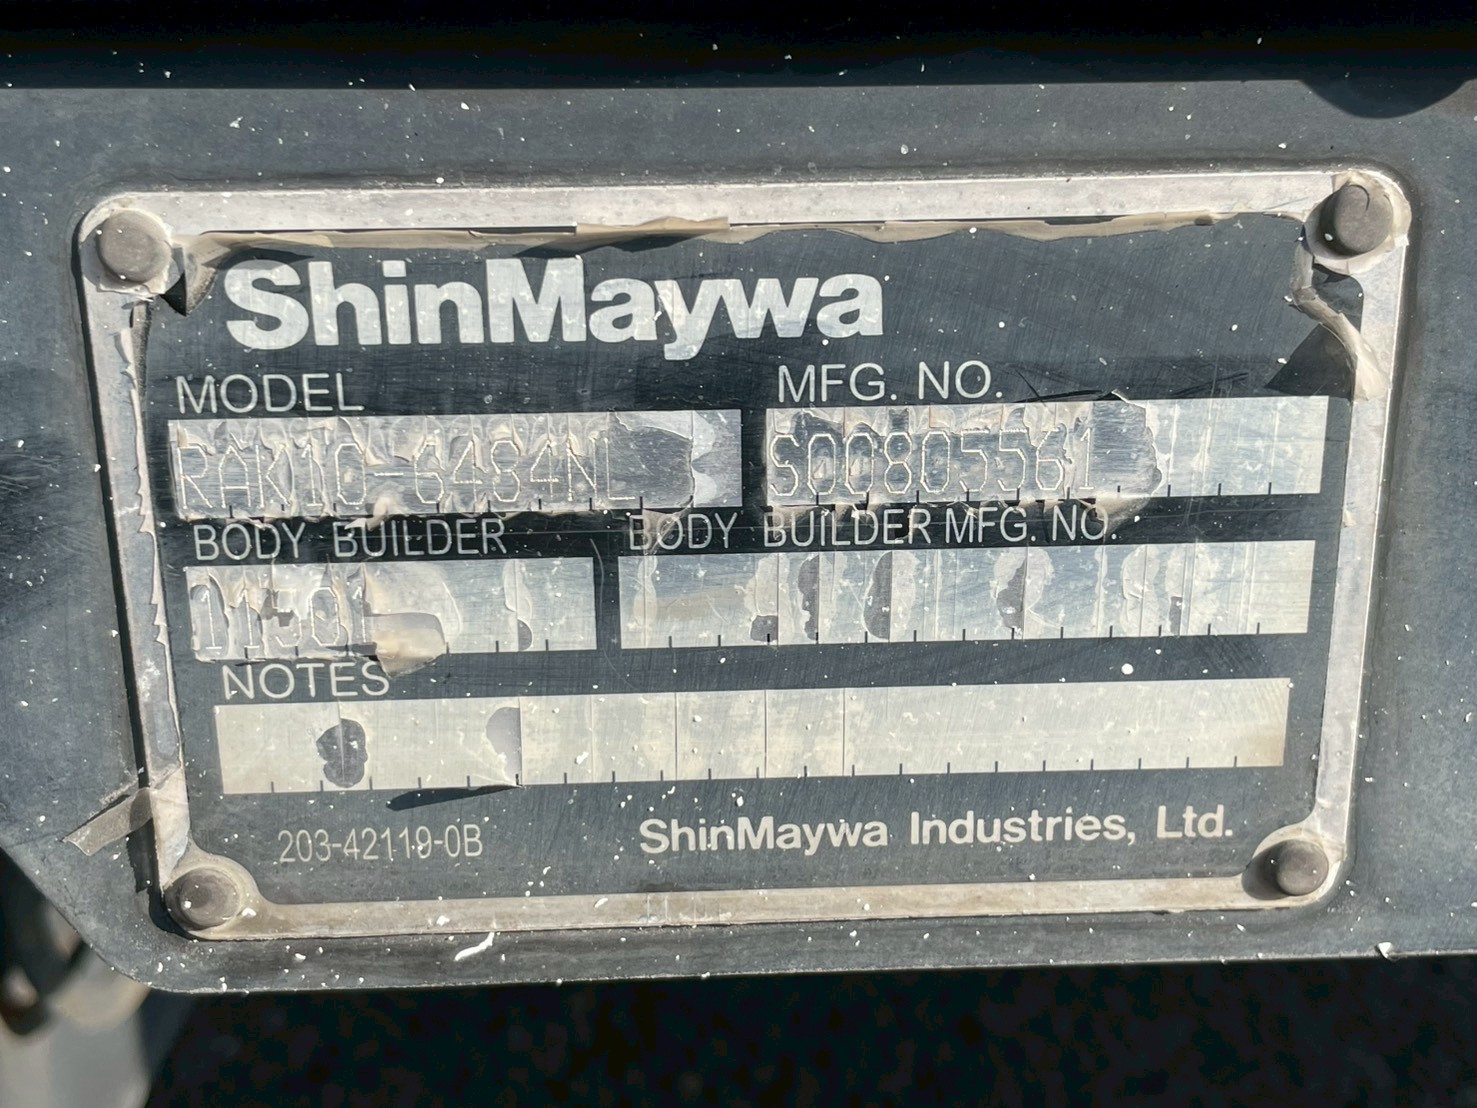 ShinMaywa
MODEL MFG. NO.
RAK10-6484NL S00805561
BODY BUILDER BODY BUILDER MFG. NO.
11501
NOTES
203-42119-0B ShinMaywa Industries, Ltd.